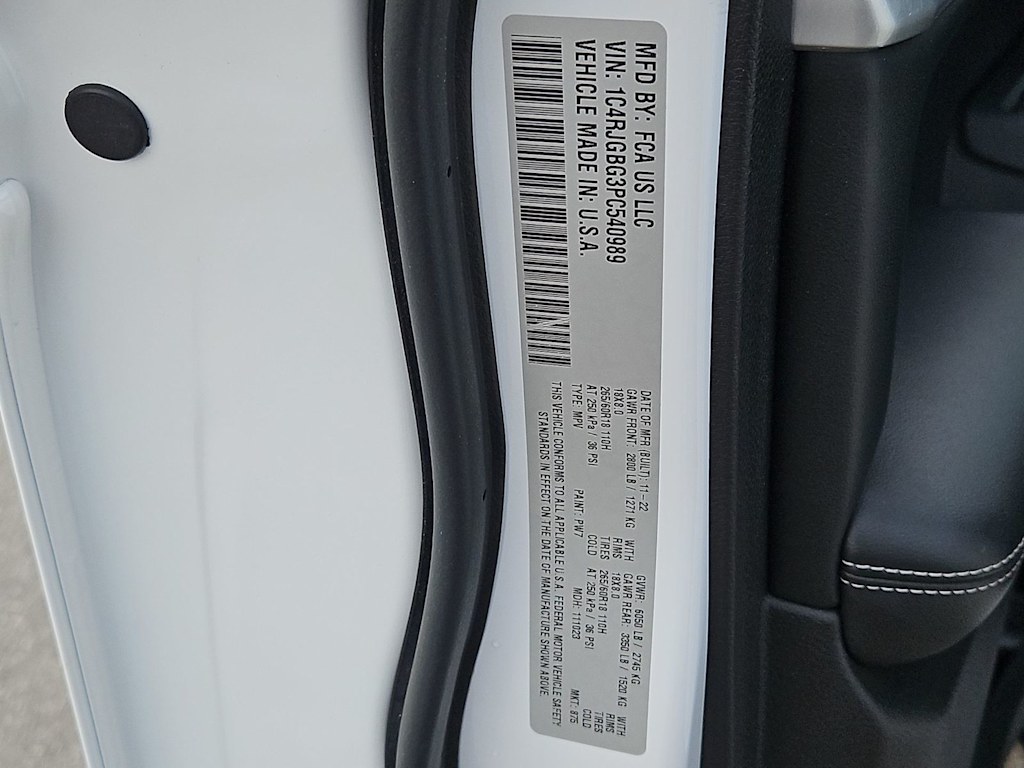 MFD BY: FCA US LLC
VIN: 1C4RJGBG3PC540989
VEHICLE MADE IN: U.S.A.
DATE OF MFR (BUILT): 11-22 GVWR: 6050 LB / 2745 KG
GAWR FRONT: 2800 LB / 1271 KG WITH GAWR REAR: 3350 LB / 1520 KG WITH
18X8.0 RIMS 18X8.0 RIMS
265/60R18 110H TIRES 265/60R18 110H TIRES
AT 250 kPa / 36 PSI COLD AT 250 kPa / 36 PSI COLD
TYPE: MPV PAINT: PW7 MDH: 111023 MKT: 875
THIS VEHICLE CONFORMS TO ALL APPLICABLE U.S.A. FEDERAL MOTOR VEHICLE SAFETY
STANDARDS IN EFFECT ON THE DATE OF MANUFACTURE SHOWN ABOVE.